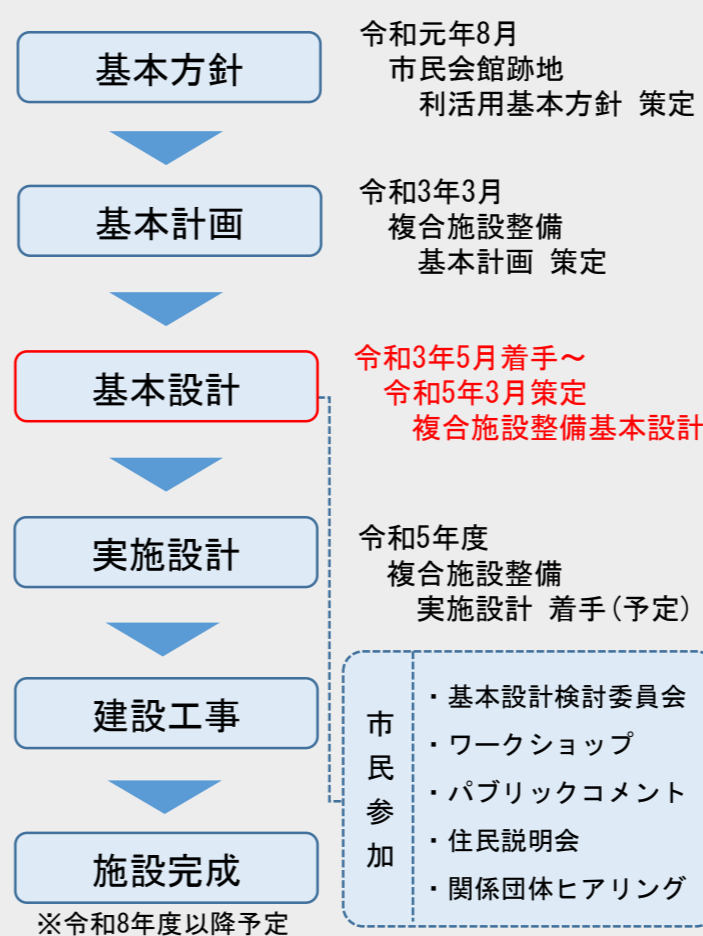 基本方針
令和元年8月
市民会館跡地
利活用基本方針 策定
基本計画
令和3年3月
複合施設整備
基本計画 策定
基本設計
令和3年5月着手～
令和5年3月策定
複合施設整備基本設計
実施設計
令和5年度
複合施設整備
実施設計 着手(予定)
建設工事
施設完成
※令和8年度以降予定
市民参加
・基本設計検討委員会
・ワークショップ
・パブリックコメント
・住民説明会
・関係団体ヒアリング